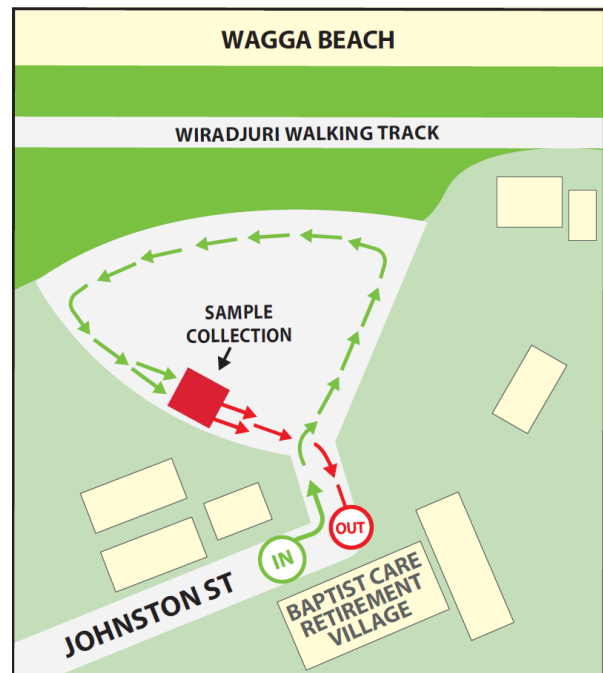 WAGGA BEACH
WIRADJURI WALKING TRACK
SAMPLE
COLLECTION
OUT
IN
JOHNSTON ST
BAPTIST CARE
RETIREMENT
VILLAGE